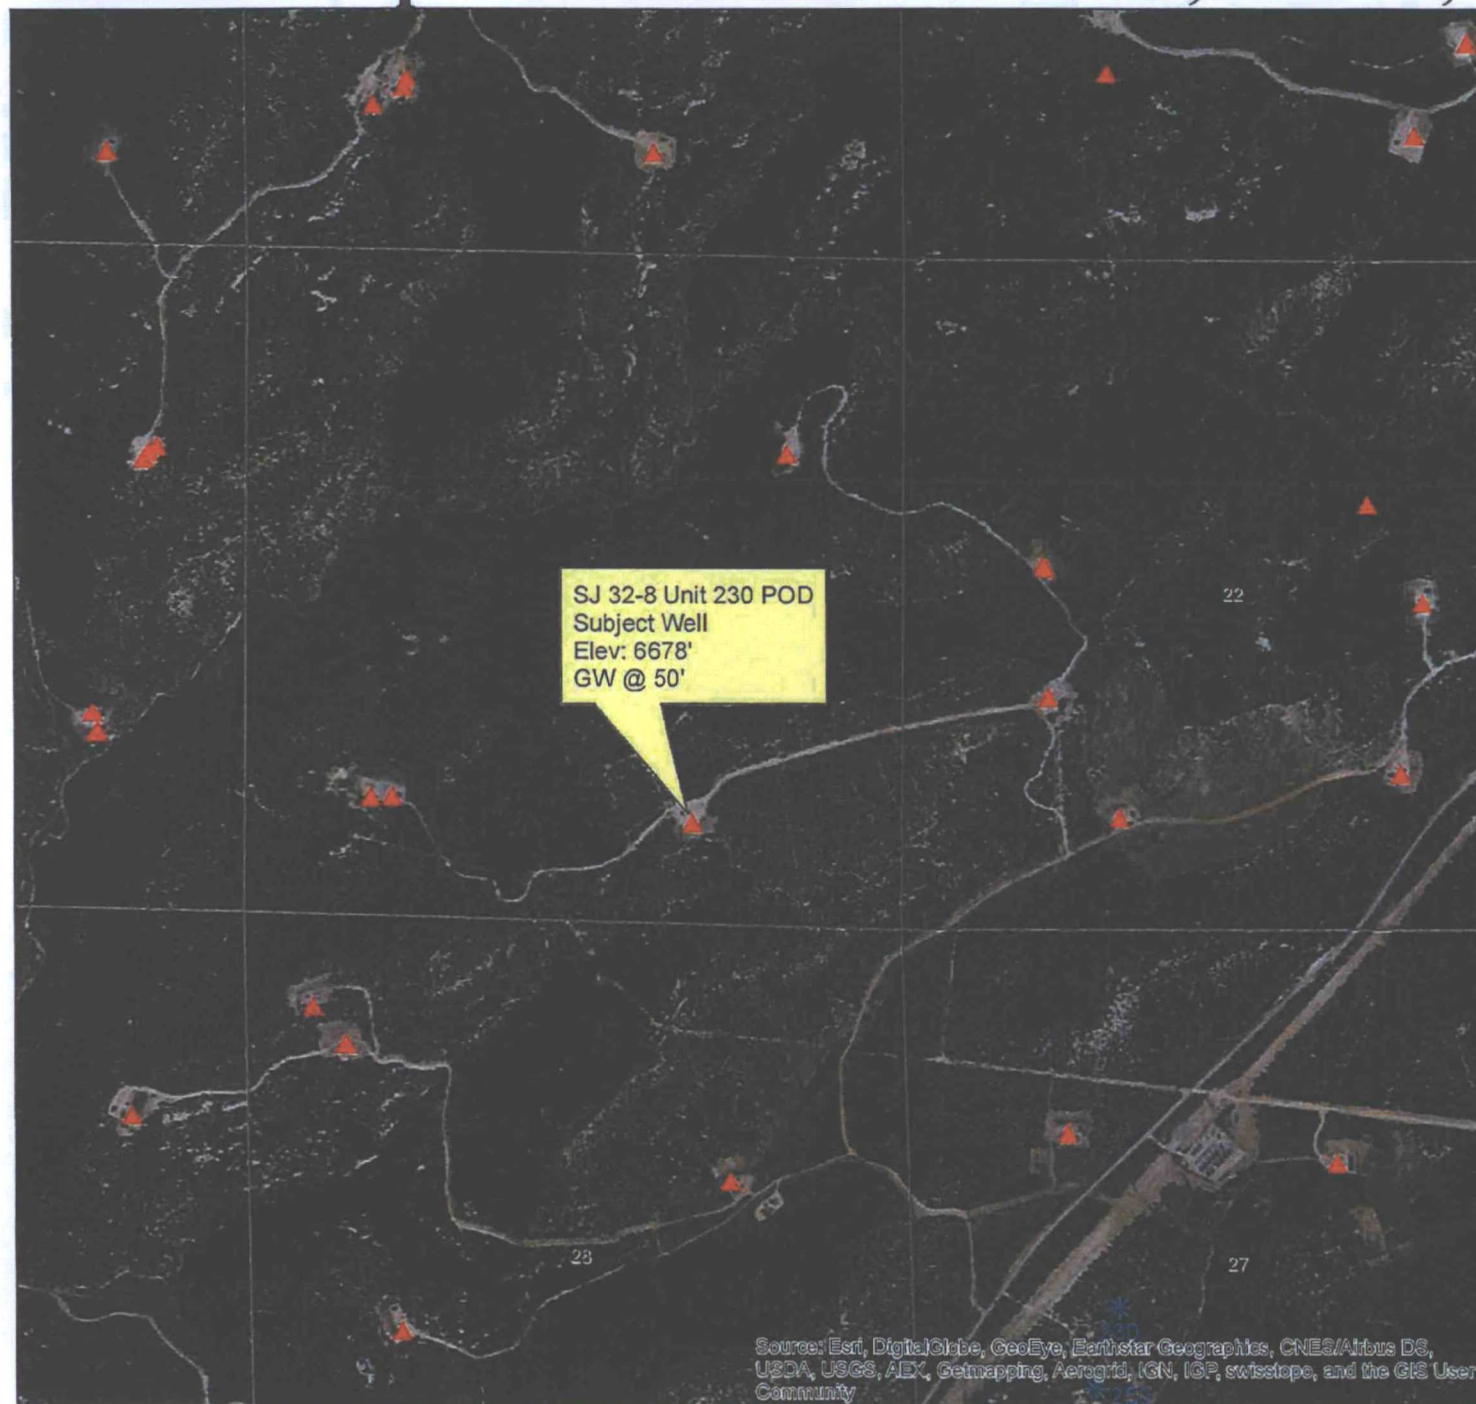 SJ 32-8 Unit 230 POD
Subject Well
Elev: 6678'
GW @ 50'
22
28
27
Source: Esri, DigitalGlobe, GeoEye, Earthstar Geographics, CNES/Airbus DS,
USDA, USGS, AEX, Getmapping, Aerogrid, IGN, IGP, swisstopo, and the GIS User
Community